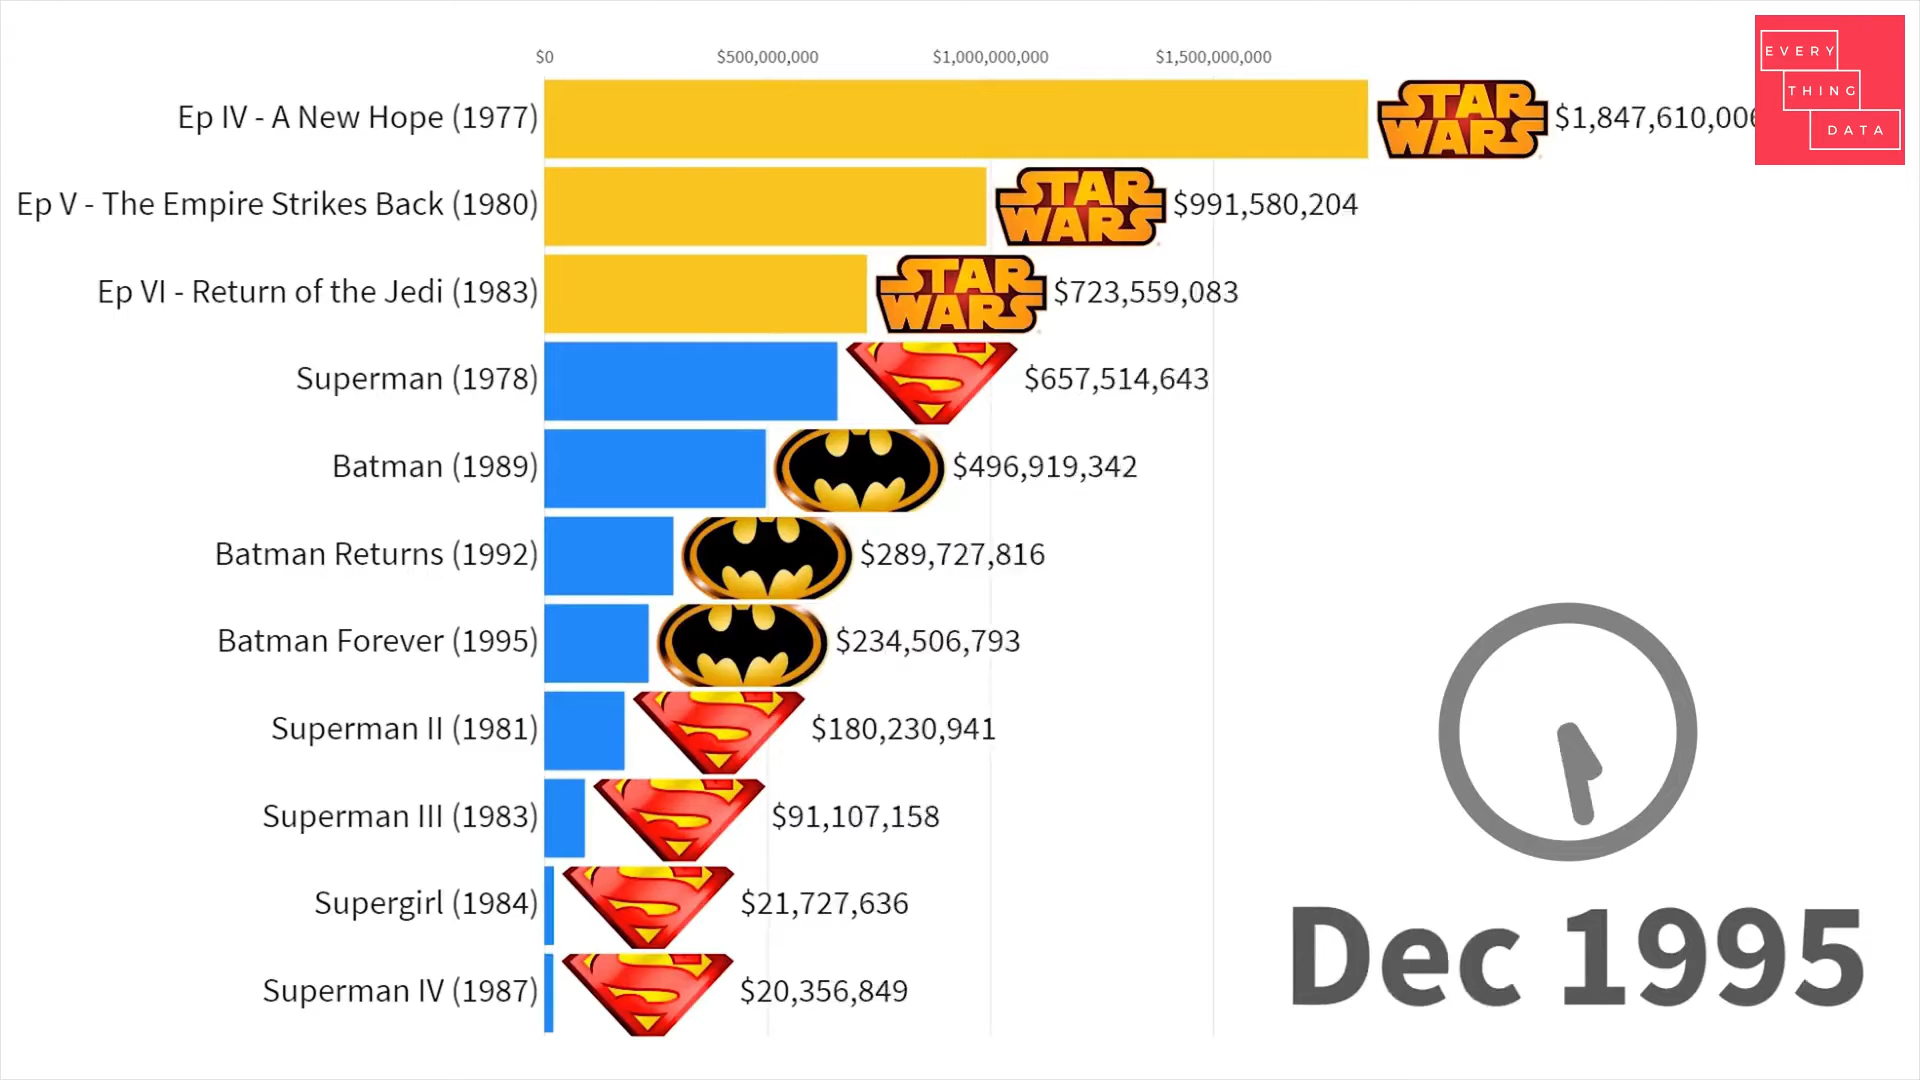 $0 $500,000,000 $1,000,000,000 $1,500,000,000
EVERY
THING
DATA
Ep IV - A New Hope (1977) STAR WARS $1,847,610,006
Ep V - The Empire Strikes Back (1980) STAR WARS $991,580,204
Ep VI - Return of the Jedi (1983) STAR WARS $723,559,083
Superman (1978) $657,514,643
Batman (1989) $496,919,342
Batman Returns (1992) $289,727,816
Batman Forever (1995) $234,506,793
Superman II (1981) $180,230,941
Superman III (1983) $91,107,158
Supergirl (1984) $21,727,636
Superman IV (1987) $20,356,849
Dec 1995